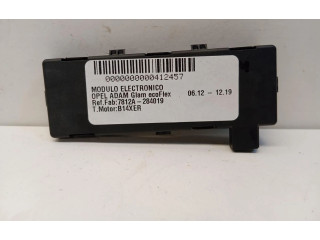 0000000000412457
MODULO ELECTRONICO
OPEL ADAM Glam ecoFlex 06.12 - 12.19
Ref.Fab:7812A-284019
T.Motor:B14XER